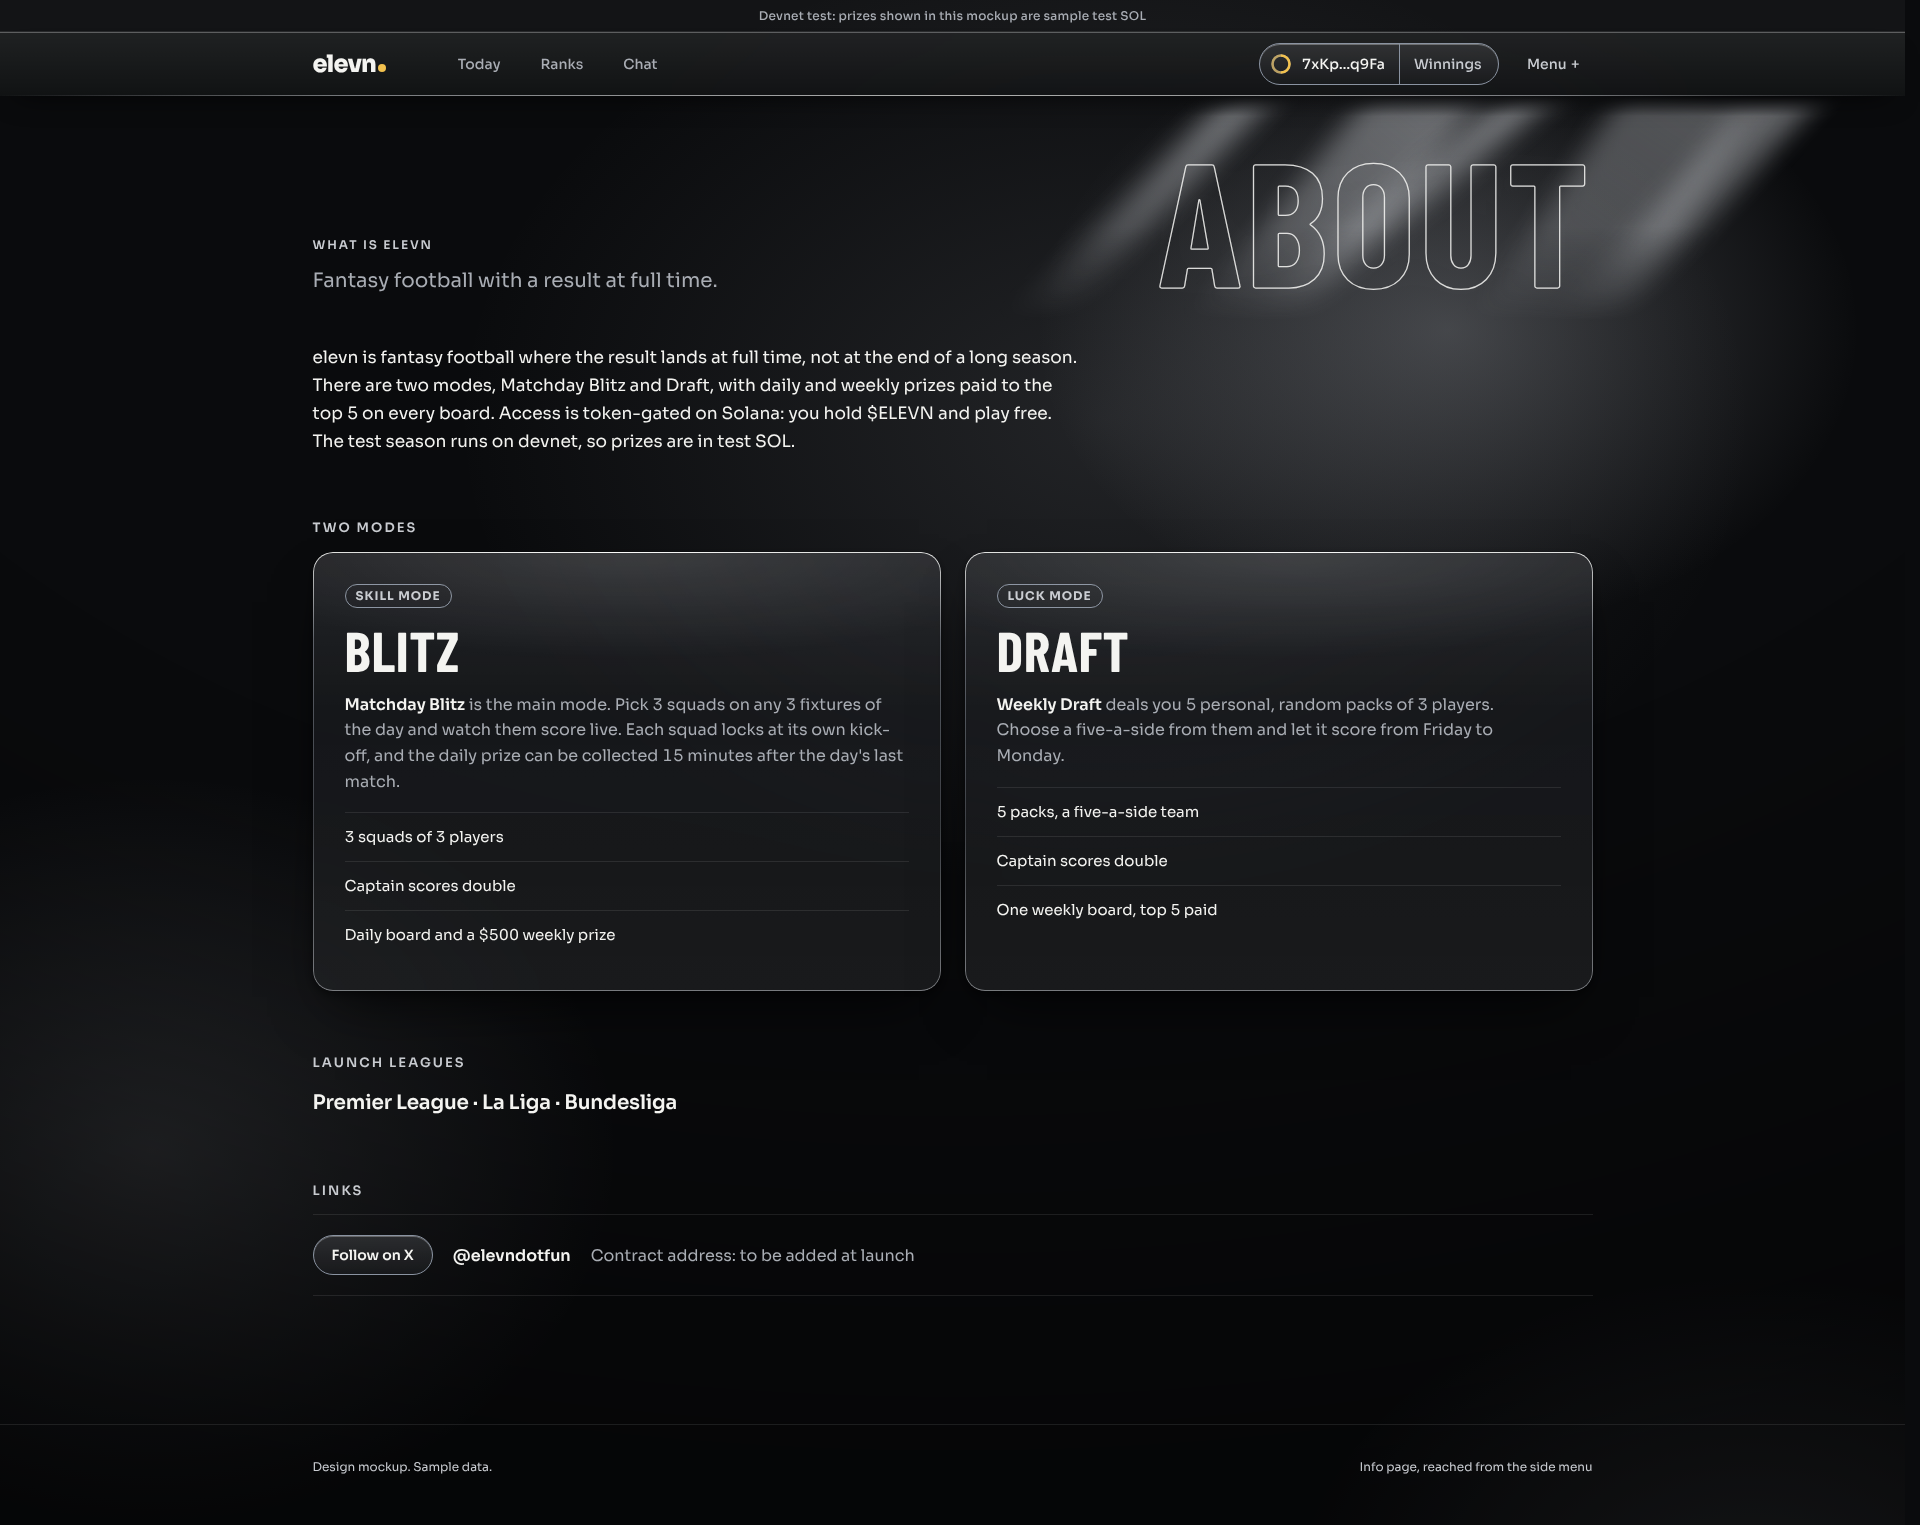 Devnet test: prizes shown in this mockup are sample test SOL
elevn.
Today
Ranks
Chat
7xKp...q9Fa
Winnings
Menu +
ABOUT
WHAT IS ELEVN
Fantasy football with a result at full time.
elevn is fantasy football where the result lands at full time, not at the end of a long season.
There are two modes, Matchday Blitz and Draft, with daily and weekly prizes paid to the
top 5 on every board. Access is token-gated on Solana: you hold $ELEVN and play free.
The test season runs on devnet, so prizes are in test SOL.
TWO MODES
SKILL MODE
BLITZ
Matchday Blitz is the main mode. Pick 3 squads on any 3 fixtures of
the day and watch them score live. Each squad locks at its own kick-
off, and the daily prize can be collected 15 minutes after the day's last
match.
3 squads of 3 players
Captain scores double
Daily board and a $500 weekly prize
LUCK MODE
DRAFT
Weekly Draft deals you 5 personal, random packs of 3 players.
Choose a five-a-side from them and let it score from Friday to
Monday.
5 packs, a five-a-side team
Captain scores double
One weekly board, top 5 paid
LAUNCH LEAGUES
Premier League · La Liga · Bundesliga
LINKS
Follow on X
@elevndotfun
Contract address: to be added at launch
Design mockup. Sample data.
Info page, reached from the side menu